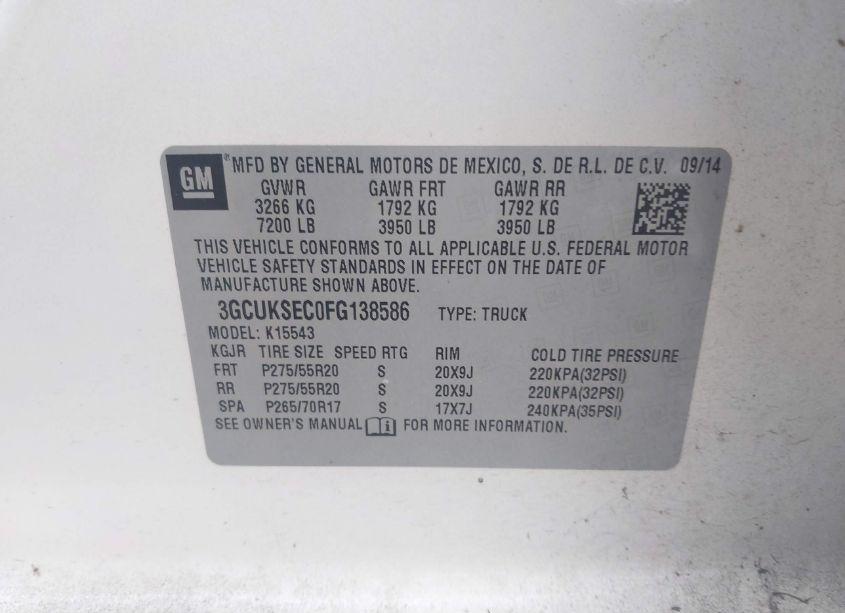 GM® MFD BY GENERAL MOTORS DE MEXICO, S. DE R.L. DE C.V. 09/14
GVWR GAWR FRT GAWR RR
3266 KG 1792 KG 1792 KG
7200 LB 3950 LB 3950 LB
THIS VEHICLE CONFORMS TO ALL APPLICABLE U.S. FEDERAL MOTOR
VEHICLE SAFETY STANDARDS IN EFFECT ON THE DATE OF
MANUFACTURE SHOWN ABOVE.
3GCUKSEC0FG138586 TYPE: TRUCK
MODEL: K15543
KGJR TIRE SIZE SPEED RTG RIM COLD TIRE PRESSURE
FRT P275/55R20 S 20X9J 220KPA(32PSI)
RR P275/55R20 S 20X9J 220KPA(32PSI)
SPA P265/70R17 S 17X7J 240KPA(35PSI)
SEE OWNER'S MANUAL FOR MORE INFORMATION.